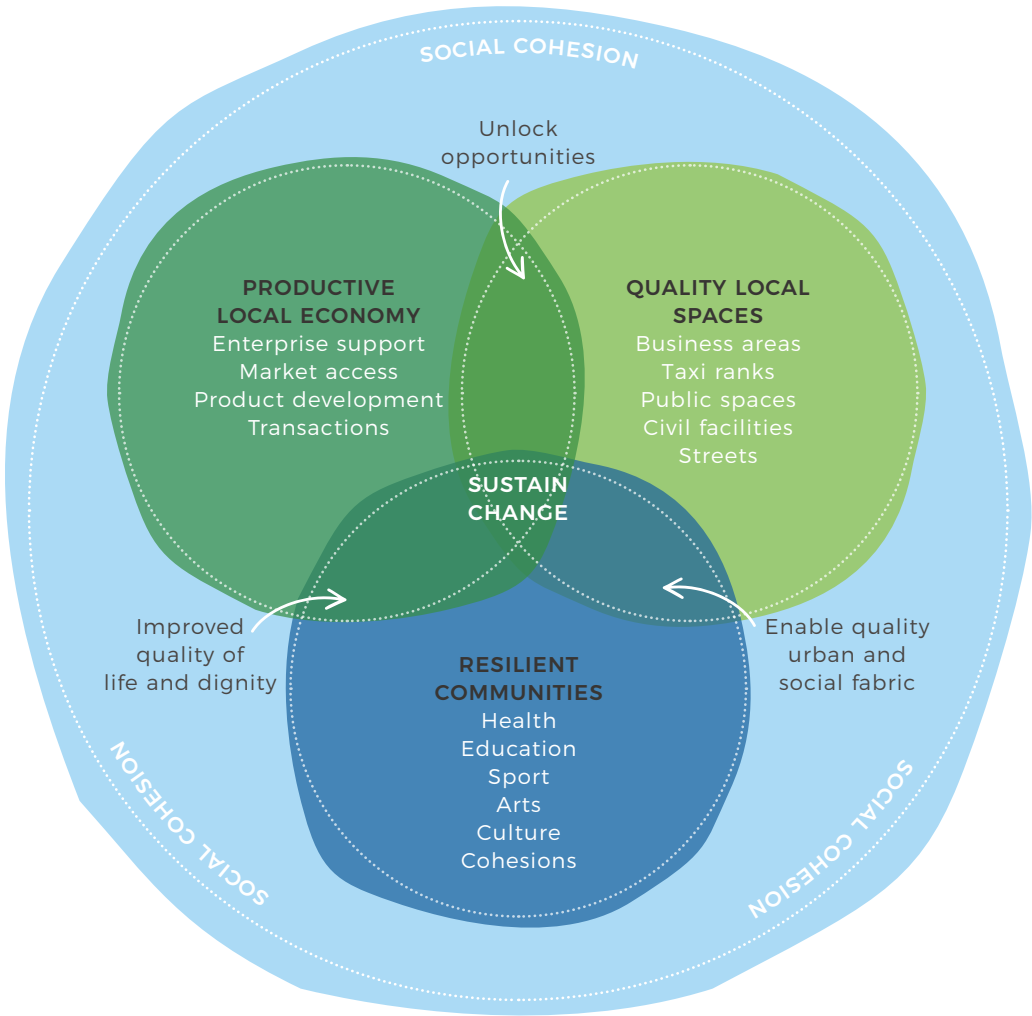 SOCIAL COHESION
Unlock
opportunities
PRODUCTIVE
LOCAL ECONOMY
Enterprise support
Market access
Product development
Transactions
QUALITY LOCAL
SPACES
Business areas
Taxi ranks
Public spaces
Civil facilities
Streets
SUSTAIN
CHANGE
Improved
quality of
life and dignity
Enable quality
urban and
social fabric
RESILIENT
COMMUNITIES
Health
Education
Sport
Arts
Culture
Cohesions
SOCIAL COHESION
SOCIAL COHESION